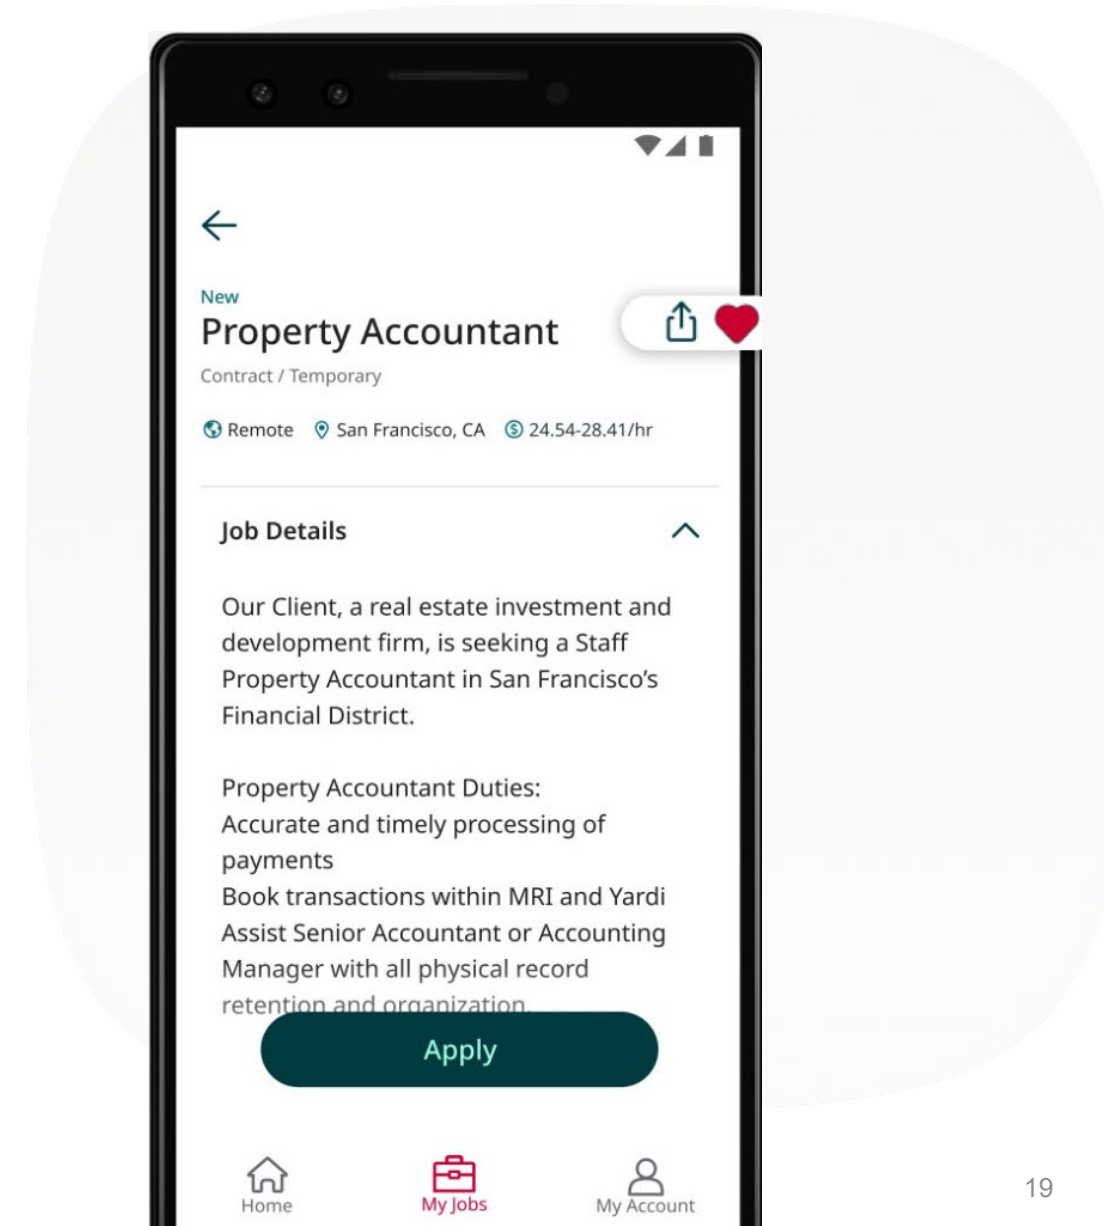 New
Property Accountant
Contract / Temporary
Remote San Francisco, CA 24.54-28.41/hr
Job Details
Our Client, a real estate investment and
development firm, is seeking a Staff
Property Accountant in San Francisco’s
Financial District.
Property Accountant Duties:
Accurate and timely processing of
payments
Book transactions within MRI and Yardi
Assist Senior Accountant or Accounting
Manager with all physical record
retention and organization.
Apply
Home My Jobs My Account
19